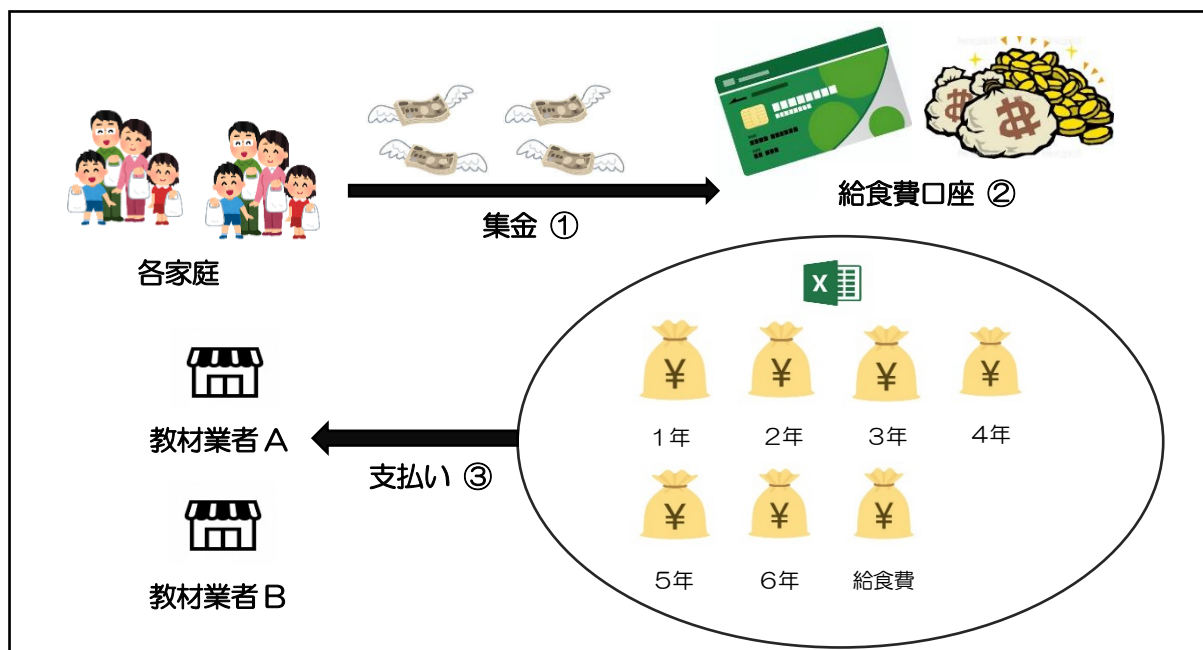 集金 ①
給食費口座 ②
各家庭
X
¥ ¥ ¥ ¥
1年 2年 3年 4年
教材業者A
支払い ③
¥ ¥ ¥
5年 6年 給食費
教材業者B